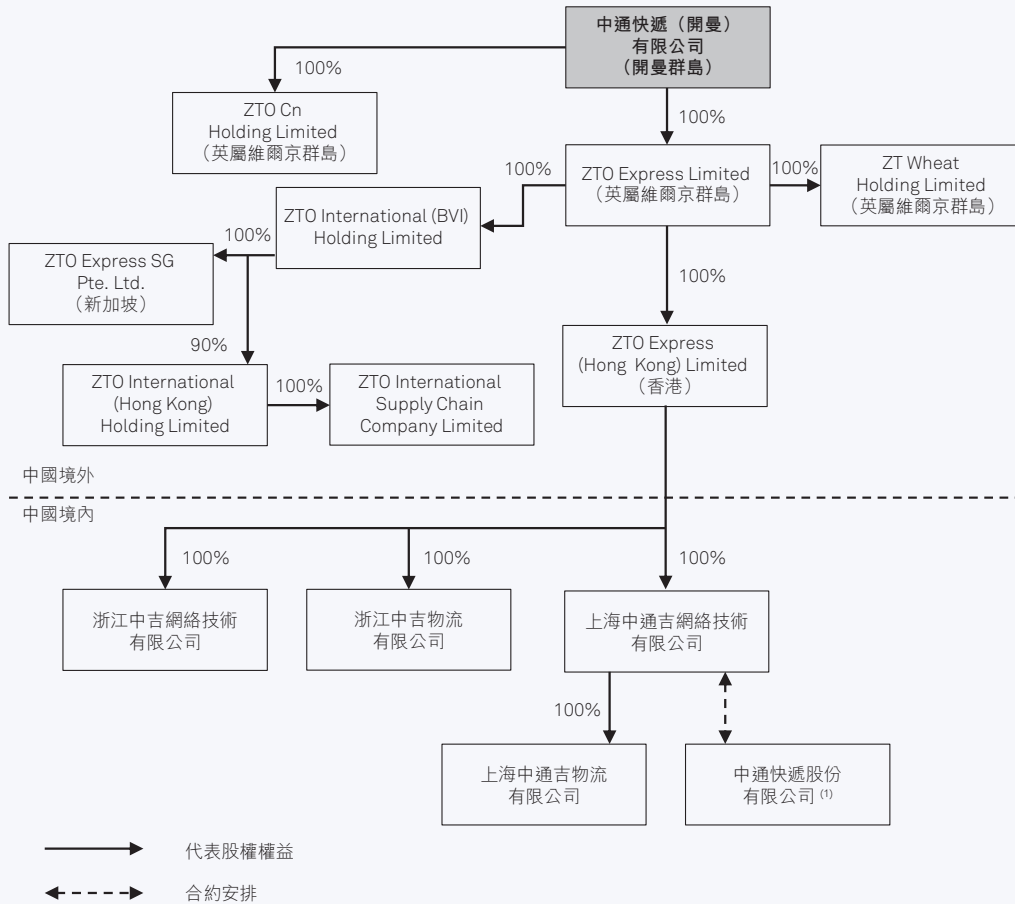 中通快遞（開曼）
有限公司
（開曼群島）
100%
ZTO Cn
Holding Limited
（英屬維爾京群島）
100%
ZTO Express Limited
（英屬維爾京群島）
100%
ZT Wheat
Holding Limited
（英屬維爾京群島）
100%
ZTO International (BVI)
Holding Limited
100%
ZTO Express SG
Pte. Ltd.
（新加坡）
90%
ZTO International
(Hong Kong)
Holding Limited
100%
ZTO International
Supply Chain
Company Limited
100%
ZTO Express
(Hong Kong) Limited
（香港）
中國境外
中國境內
100%
100%
100%
浙江中吉網絡技術
有限公司
浙江中吉物流
有限公司
上海中通吉網絡技術
有限公司
100%
上海中通吉物流
有限公司
中通快遞股份
有限公司 (1)
代表股權權益
合約安排